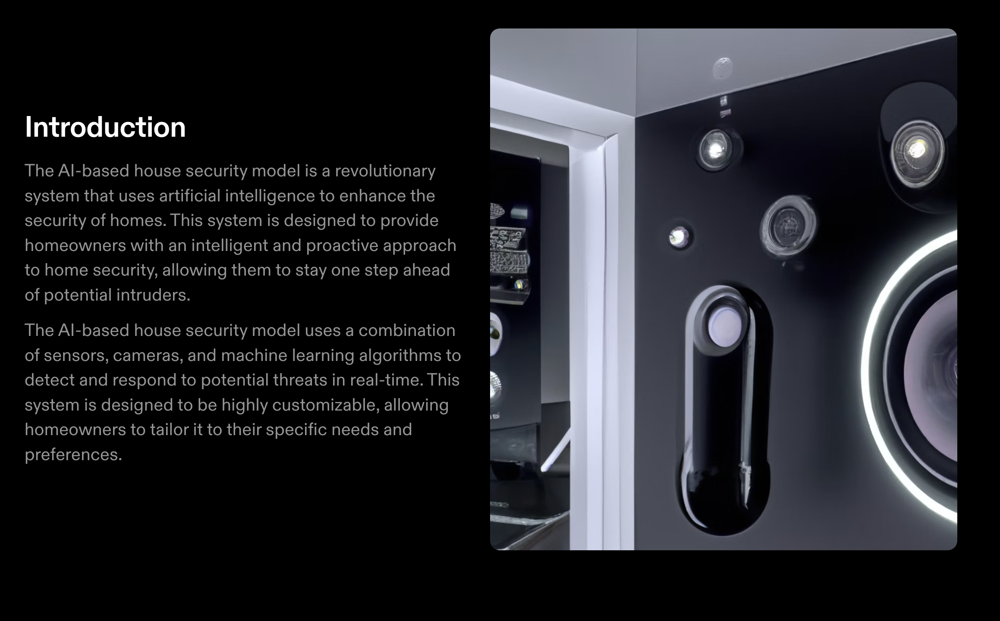 Introduction
The AI-based house security model is a revolutionary
system that uses artificial intelligence to enhance the
security of homes. This system is designed to provide
homeowners with an intelligent and proactive approach
to home security, allowing them to stay one step ahead
of potential intruders.
The AI-based house security model uses a combination
of sensors, cameras, and machine learning algorithms to
detect and respond to potential threats in real-time. This
system is designed to be highly customizable, allowing
homeowners to tailor it to their specific needs and
preferences.